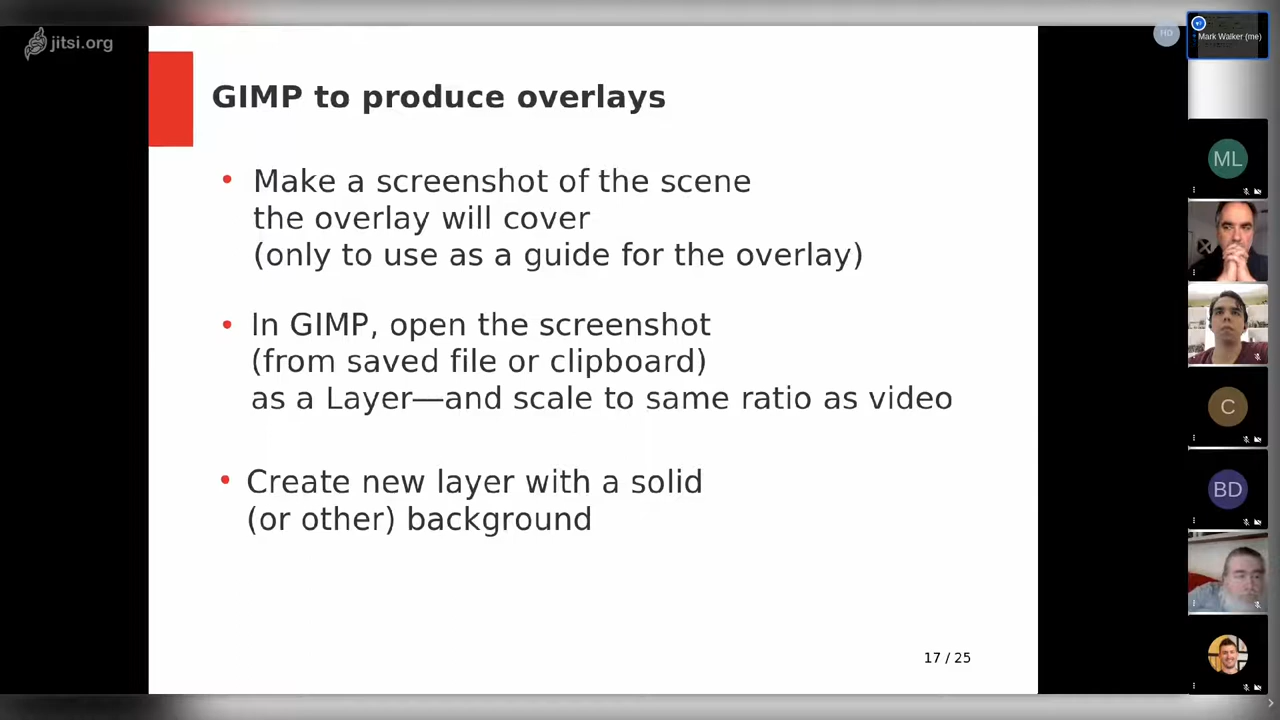 jitsi.org
GIMP to produce overlays
Make a screenshot of the scene
the overlay will cover
(only to use as a guide for the overlay)
In GIMP, open the screenshot
(from saved file or clipboard)
as a Layer—and scale to same ratio as video
Create new layer with a solid
(or other) background
17 / 25
MD
Mark Walker (me)
ML
C
BD